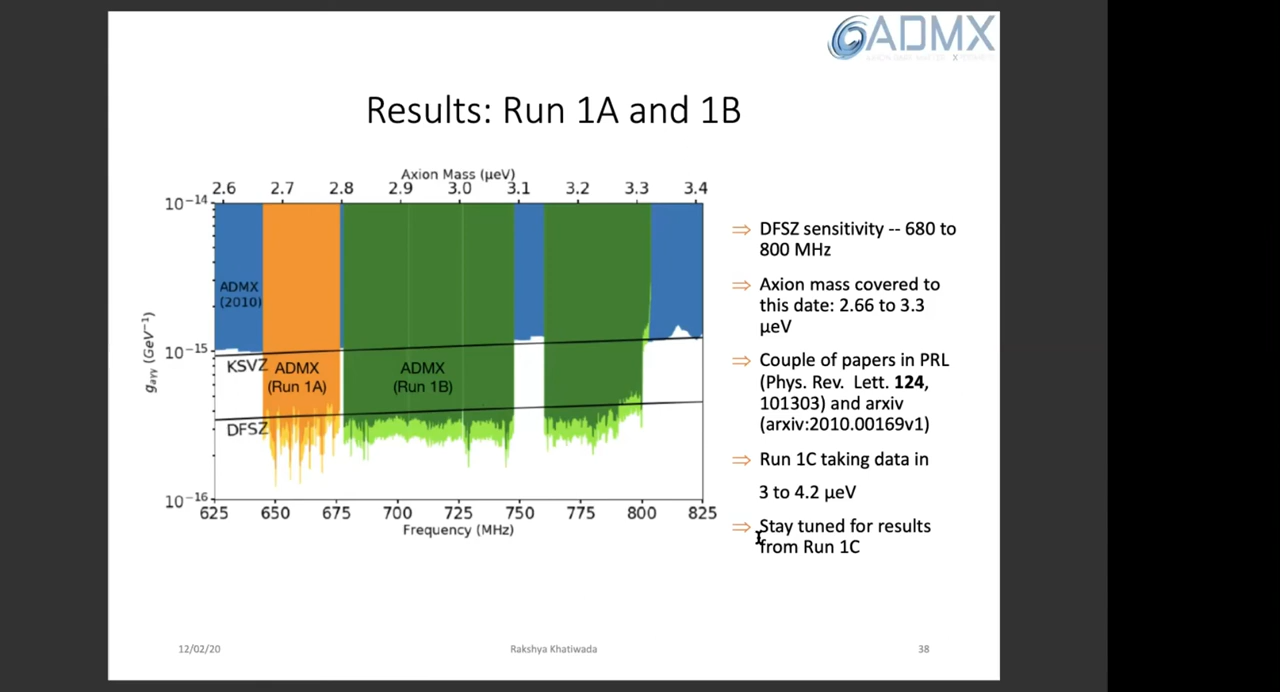 ADMX
AXION DARK MATTER EXPERIMENT
Results: Run 1A and 1B
Axion Mass (μeV)
2.6 2.7 2.8 2.9 3.0 3.1 3.2 3.3 3.4
10⁻¹⁴
10⁻¹⁵
10⁻¹⁶
gₐγγ (GeV⁻¹)
ADMX
(2010)
KSVZ
ADMX
(Run 1A)
ADMX
(Run 1B)
DFSZ
625 650 675 700 725 750 775 800 825
Frequency (MHz)
⇒ DFSZ sensitivity -- 680 to
800 MHz
⇒ Axion mass covered to
this date: 2.66 to 3.3
μeV
⇒ Couple of papers in PRL
(Phys. Rev. Lett. 124,
101303) and arxiv
(arxiv:2010.00169v1)
⇒ Run 1C taking data in
3 to 4.2 μeV
⇒ Stay tuned for results
from Run 1C
12/02/20
Rakshya Khatiwada
38